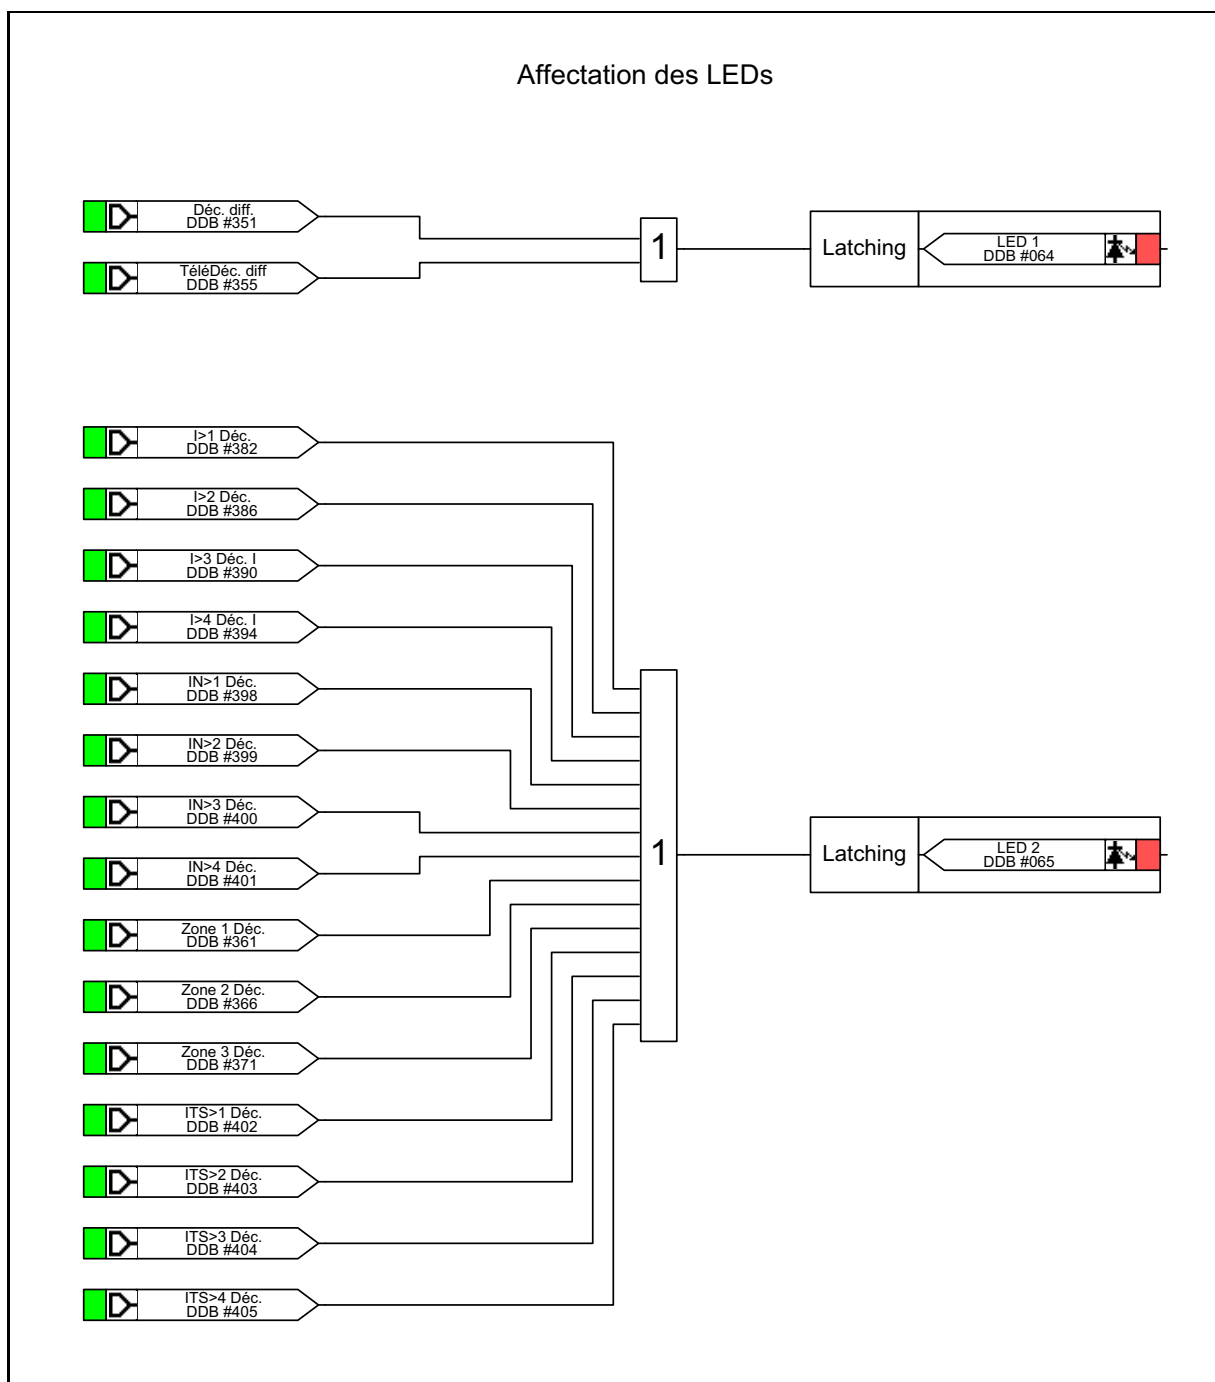 Affectation des LEDs
Déc. diff.
DDB #351
TéléDéc. diff
DDB #355
1
Latching
LED 1
DDB #064
I>1 Déc.
DDB #382
I>2 Déc.
DDB #386
I>3 Déc. I
DDB #390
I>4 Déc. I
DDB #394
IN>1 Déc.
DDB #398
IN>2 Déc.
DDB #399
IN>3 Déc.
DDB #400
IN>4 Déc.
DDB #401
Zone 1 Déc.
DDB #361
Zone 2 Déc.
DDB #366
Zone 3 Déc.
DDB #371
ITS>1 Déc.
DDB #402
ITS>2 Déc.
DDB #403
ITS>3 Déc.
DDB #404
ITS>4 Déc.
DDB #405
1
Latching
LED 2
DDB #065